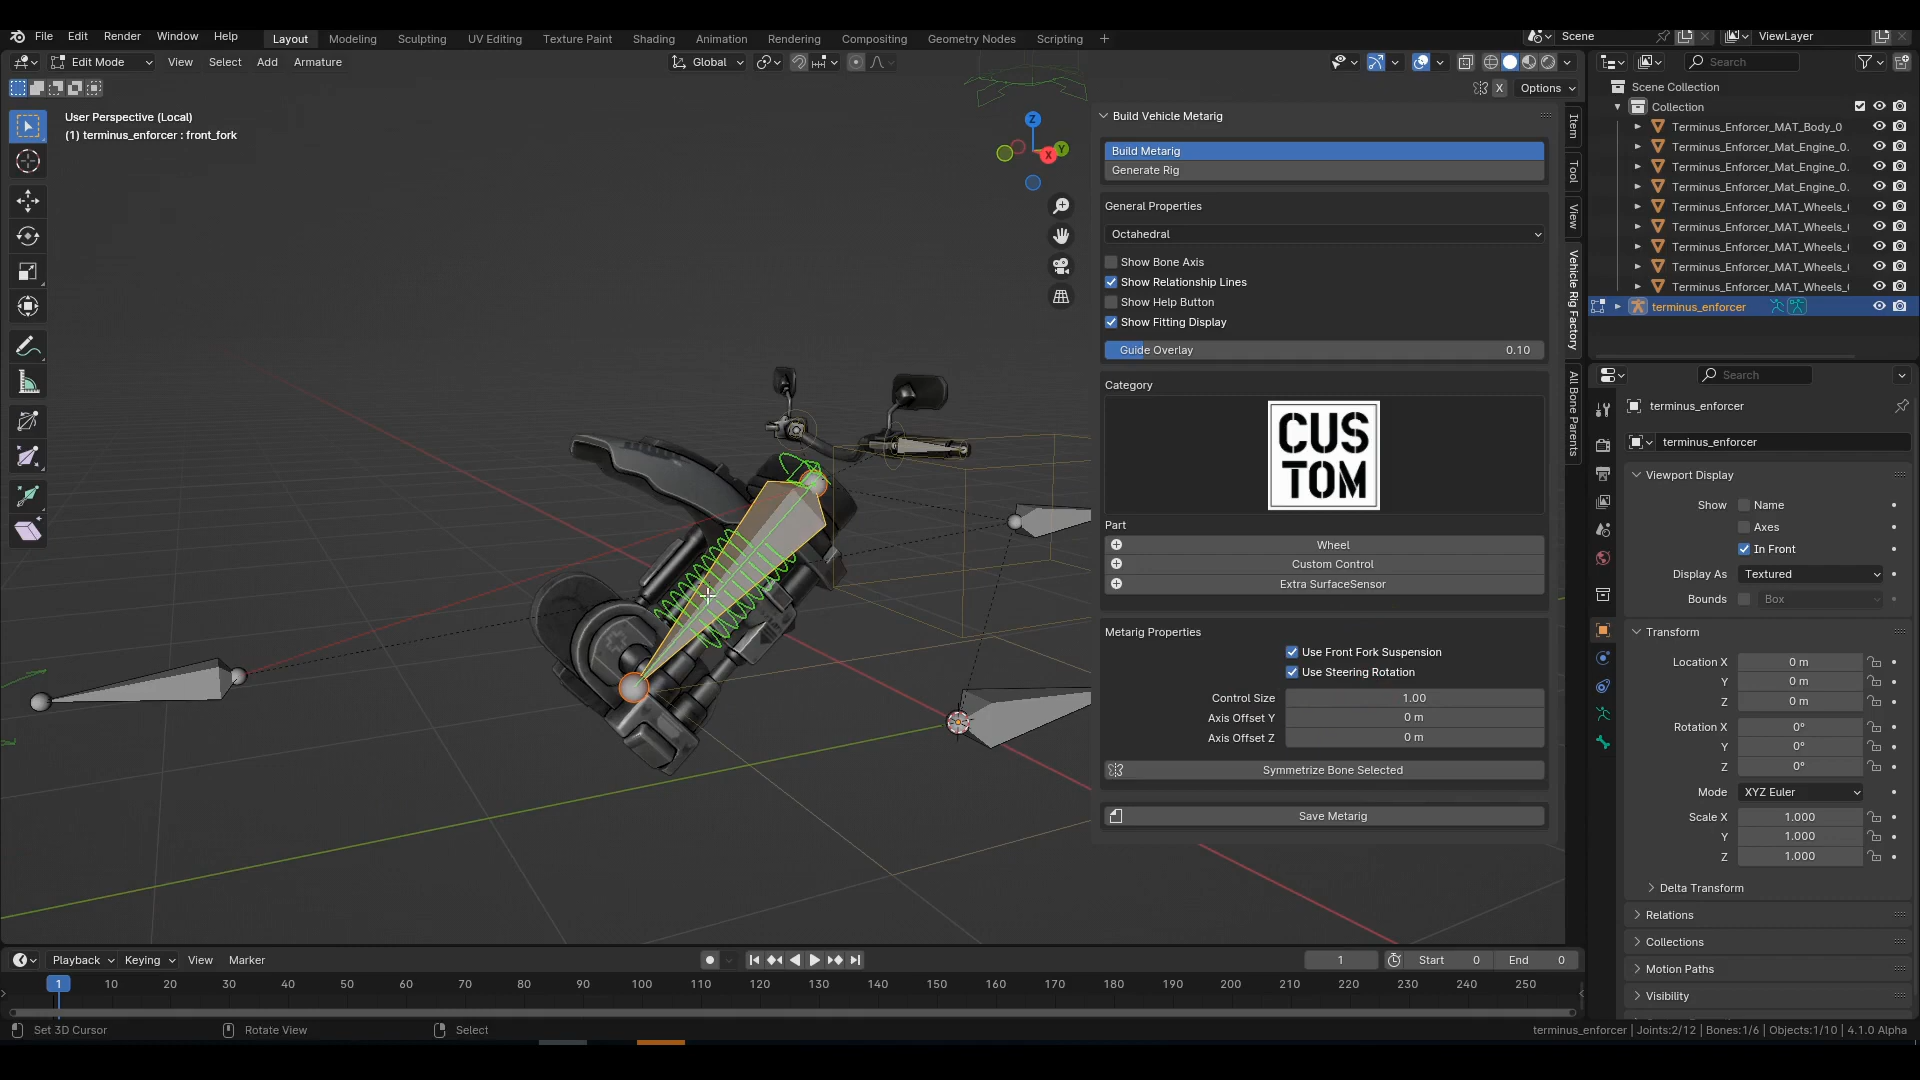 File Edit Render Window Help Layout Modeling Sculpting UV Editing Texture Paint Shading Animation Rendering Compositing Geometry Nodes Scripting + Scene ViewLayer
Edit Mode View Select Add Armature Global Search
X Options
User Perspective (Local)
(1) terminus_enforcer : front_fork
Z
Y
X
Build Vehicle Metarig
Build Metarig
Generate Rig
General Properties
Octahedral
Show Bone Axis
Show Relationship Lines
Show Help Button
Show Fitting Display
Guide Overlay 0.10
Category
CUS
TOM
Part
Wheel
Custom Control
Extra SurfaceSensor
Metarig Properties
Use Front Fork Suspension
Use Steering Rotation
Control Size 1.00
Axis Offset Y 0 m
Axis Offset Z 0 m
Symmetrize Bone Selected
Save Metarig
Item
Tool
View
Vehicle Rig Factory
All Bone Parents
Scene Collection
Collection
Terminus_Enforcer_MAT_Body_0
Terminus_Enforcer_Mat_Engine_0.
Terminus_Enforcer_Mat_Engine_0.
Terminus_Enforcer_Mat_Engine_0.
Terminus_Enforcer_MAT_Wheels_
Terminus_Enforcer_MAT_Wheels_
Terminus_Enforcer_MAT_Wheels_
Terminus_Enforcer_MAT_Wheels_
Terminus_Enforcer_MAT_Wheels_
terminus_enforcer
Search
terminus_enforcer
terminus_enforcer
Viewport Display
Show Name
Axes
In Front
Display As Textured
Bounds Box
Transform
Location X 0 m
Y 0 m
Z 0 m
Rotation X 0°
Y 0°
Z 0°
Mode XYZ Euler
Scale X 1.000
Y 1.000
Z 1.000
Delta Transform
Relations
Collections
Motion Paths
Visibility
Playback Keying View Marker 1 Start 0 End 0
1 10 20 30 40 50 60 70 80 90 100 110 120 130 140 150 160 170 180 190 200 210 220 230 240 250
Set 3D Cursor Rotate View Select terminus_enforcer | Joints:2/12 | Bones:1/6 | Objects:1/10 | 4.1.0 Alpha